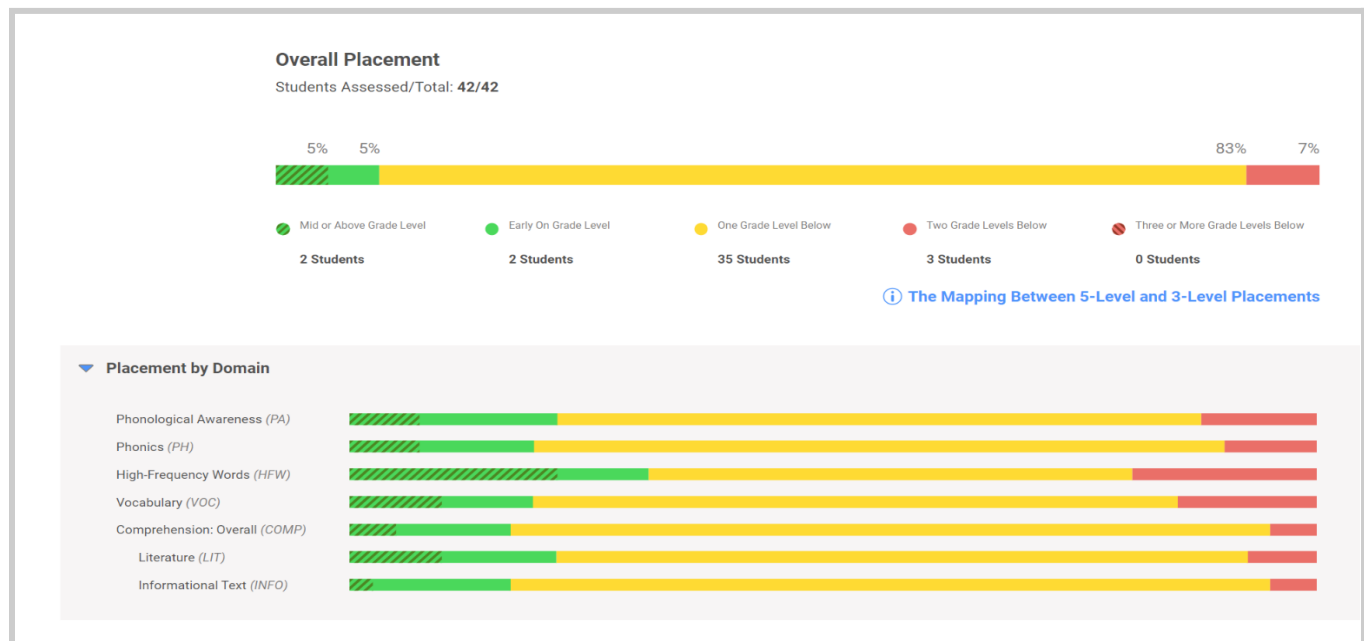 Overall Placement
Students Assessed/Total: 42/42
5% 5% 83% 7%
Mid or Above Grade Level Early On Grade Level One Grade Level Below Two Grade Levels Below Three or More Grade Levels Below
2 Students 2 Students 35 Students 3 Students 0 Students
i The Mapping Between 5-Level and 3-Level Placements
Placement by Domain
Phonological Awareness (PA)
Phonics (PH)
High-Frequency Words (HFW)
Vocabulary (VOC)
Comprehension: Overall (COMP)
Literature (LIT)
Informational Text (INFO)